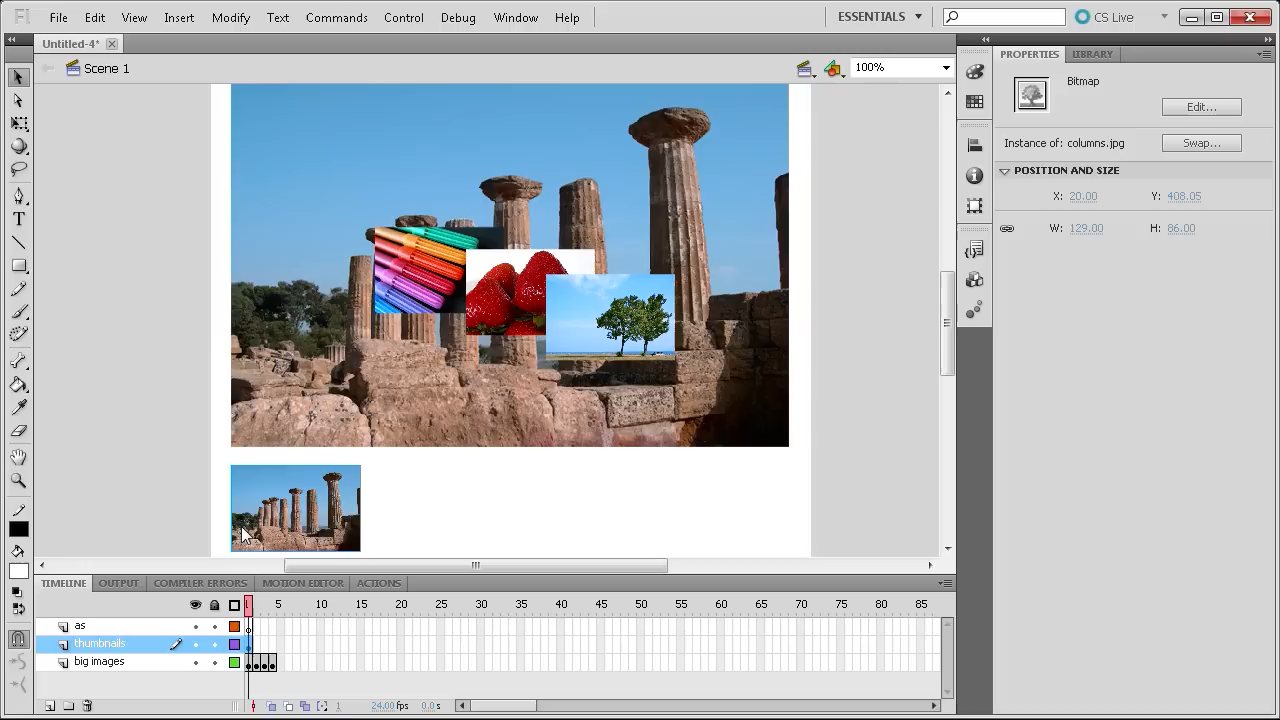 Fl File Edit View Insert Modify Text Commands Control Debug Window Help ESSENTIALS CS Live
Untitled-4*
Scene 1 100%
PROPERTIES LIBRARY
Bitmap
Edit...
Instance of: columns.jpg Swap...
POSITION AND SIZE
X: 20.00 Y: 408.05
W: 129.00 H: 86.00
T
TIMELINE OUTPUT COMPILER ERRORS MOTION EDITOR ACTIONS
1 5 10 15 20 25 30 35 40 45 50 55 60 65 70 75 80 85
as
thumbnails
big images
1 24.00 fps 0.0 s